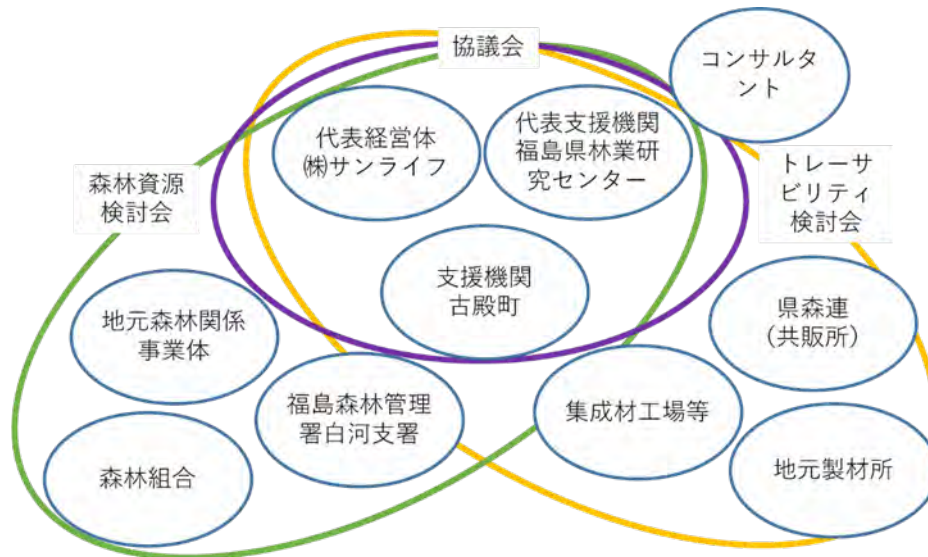 協議会
コンサルタ
ント
代表経営体
㈱サンライフ
代表支援機関
福島県林業研
究センター
森林資源
検討会
トレーサ
ビリティ
検討会
支援機関
古殿町
地元森林関係
事業体
県森連
（共販所）
福島森林管理
署白河支署
集成材工場等
森林組合
地元製材所